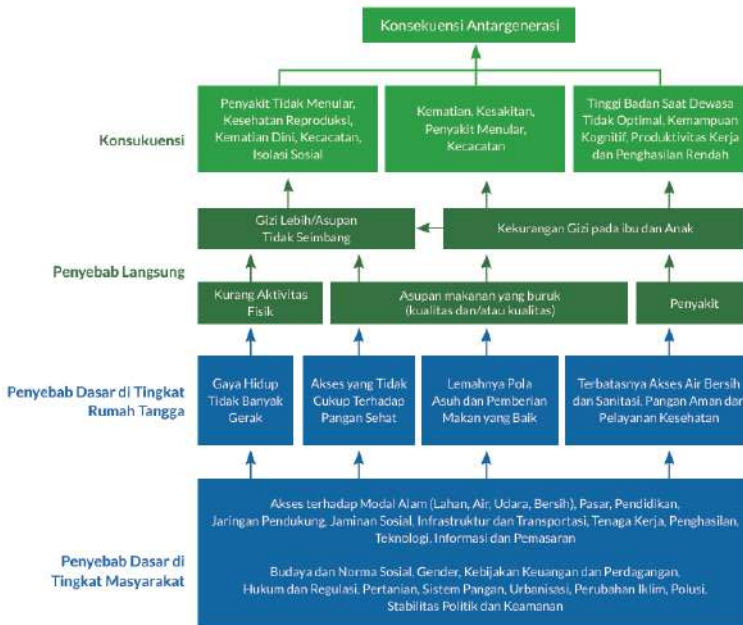 Konsekuensi Antargenerasi
Konsukuensi
Penyakit Tidak Menular,
Kesehatan Reproduksi,
Kematian Dini, Kecacatan,
Isolasi Sosial
Kematian, Kesakitan,
Penyakit Menular,
Kecacatan
Tinggi Badan Saat Dewasa
Tidak Optimal, Kemampuan
Kognitif, Produktivitas Kerja
dan Penghasilan Rendah
Gizi Lebih/Asupan
Tidak Seimbang
Kekurangan Gizi pada ibu dan Anak
Penyebab Langsung
Kurang Aktivitas
Fisik
Asupan makanan yang buruk
(kualitas dan/atau kualitas)
Penyakit
Penyebab Dasar di Tingkat
Rumah Tangga
Gaya Hidup
Tidak Banyak
Gerak
Akses yang Tidak
Cukup Terhadap
Pangan Sehat
Lemahnya Pola
Asuh dan Pemberian
Makan yang Baik
Terbatasnya Akses Air Bersih
dan Sanitasi, Pangan Aman dan
Pelayanan Kesehatan
Penyebab Dasar di
Tingkat Masyarakat
Akses terhadap Modal Alam (Lahan, Air, Udara, Bersih), Pasar, Pendidikan,
Jaringan Pendukung, Jaminan Sosial, Infrastruktur dan Transportasi, Tenaga Kerja, Penghasilan,
Teknologi, Informasi dan Pemasaran
Budaya dan Norma Sosial, Gender, Kebijakan Keuangan dan Perdagangan,
Hukum dan Regulasi, Pertanian, Sistem Pangan, Urbanisasi, Perubahan Iklim, Polusi,
Stabilitas Politik dan Keamanan